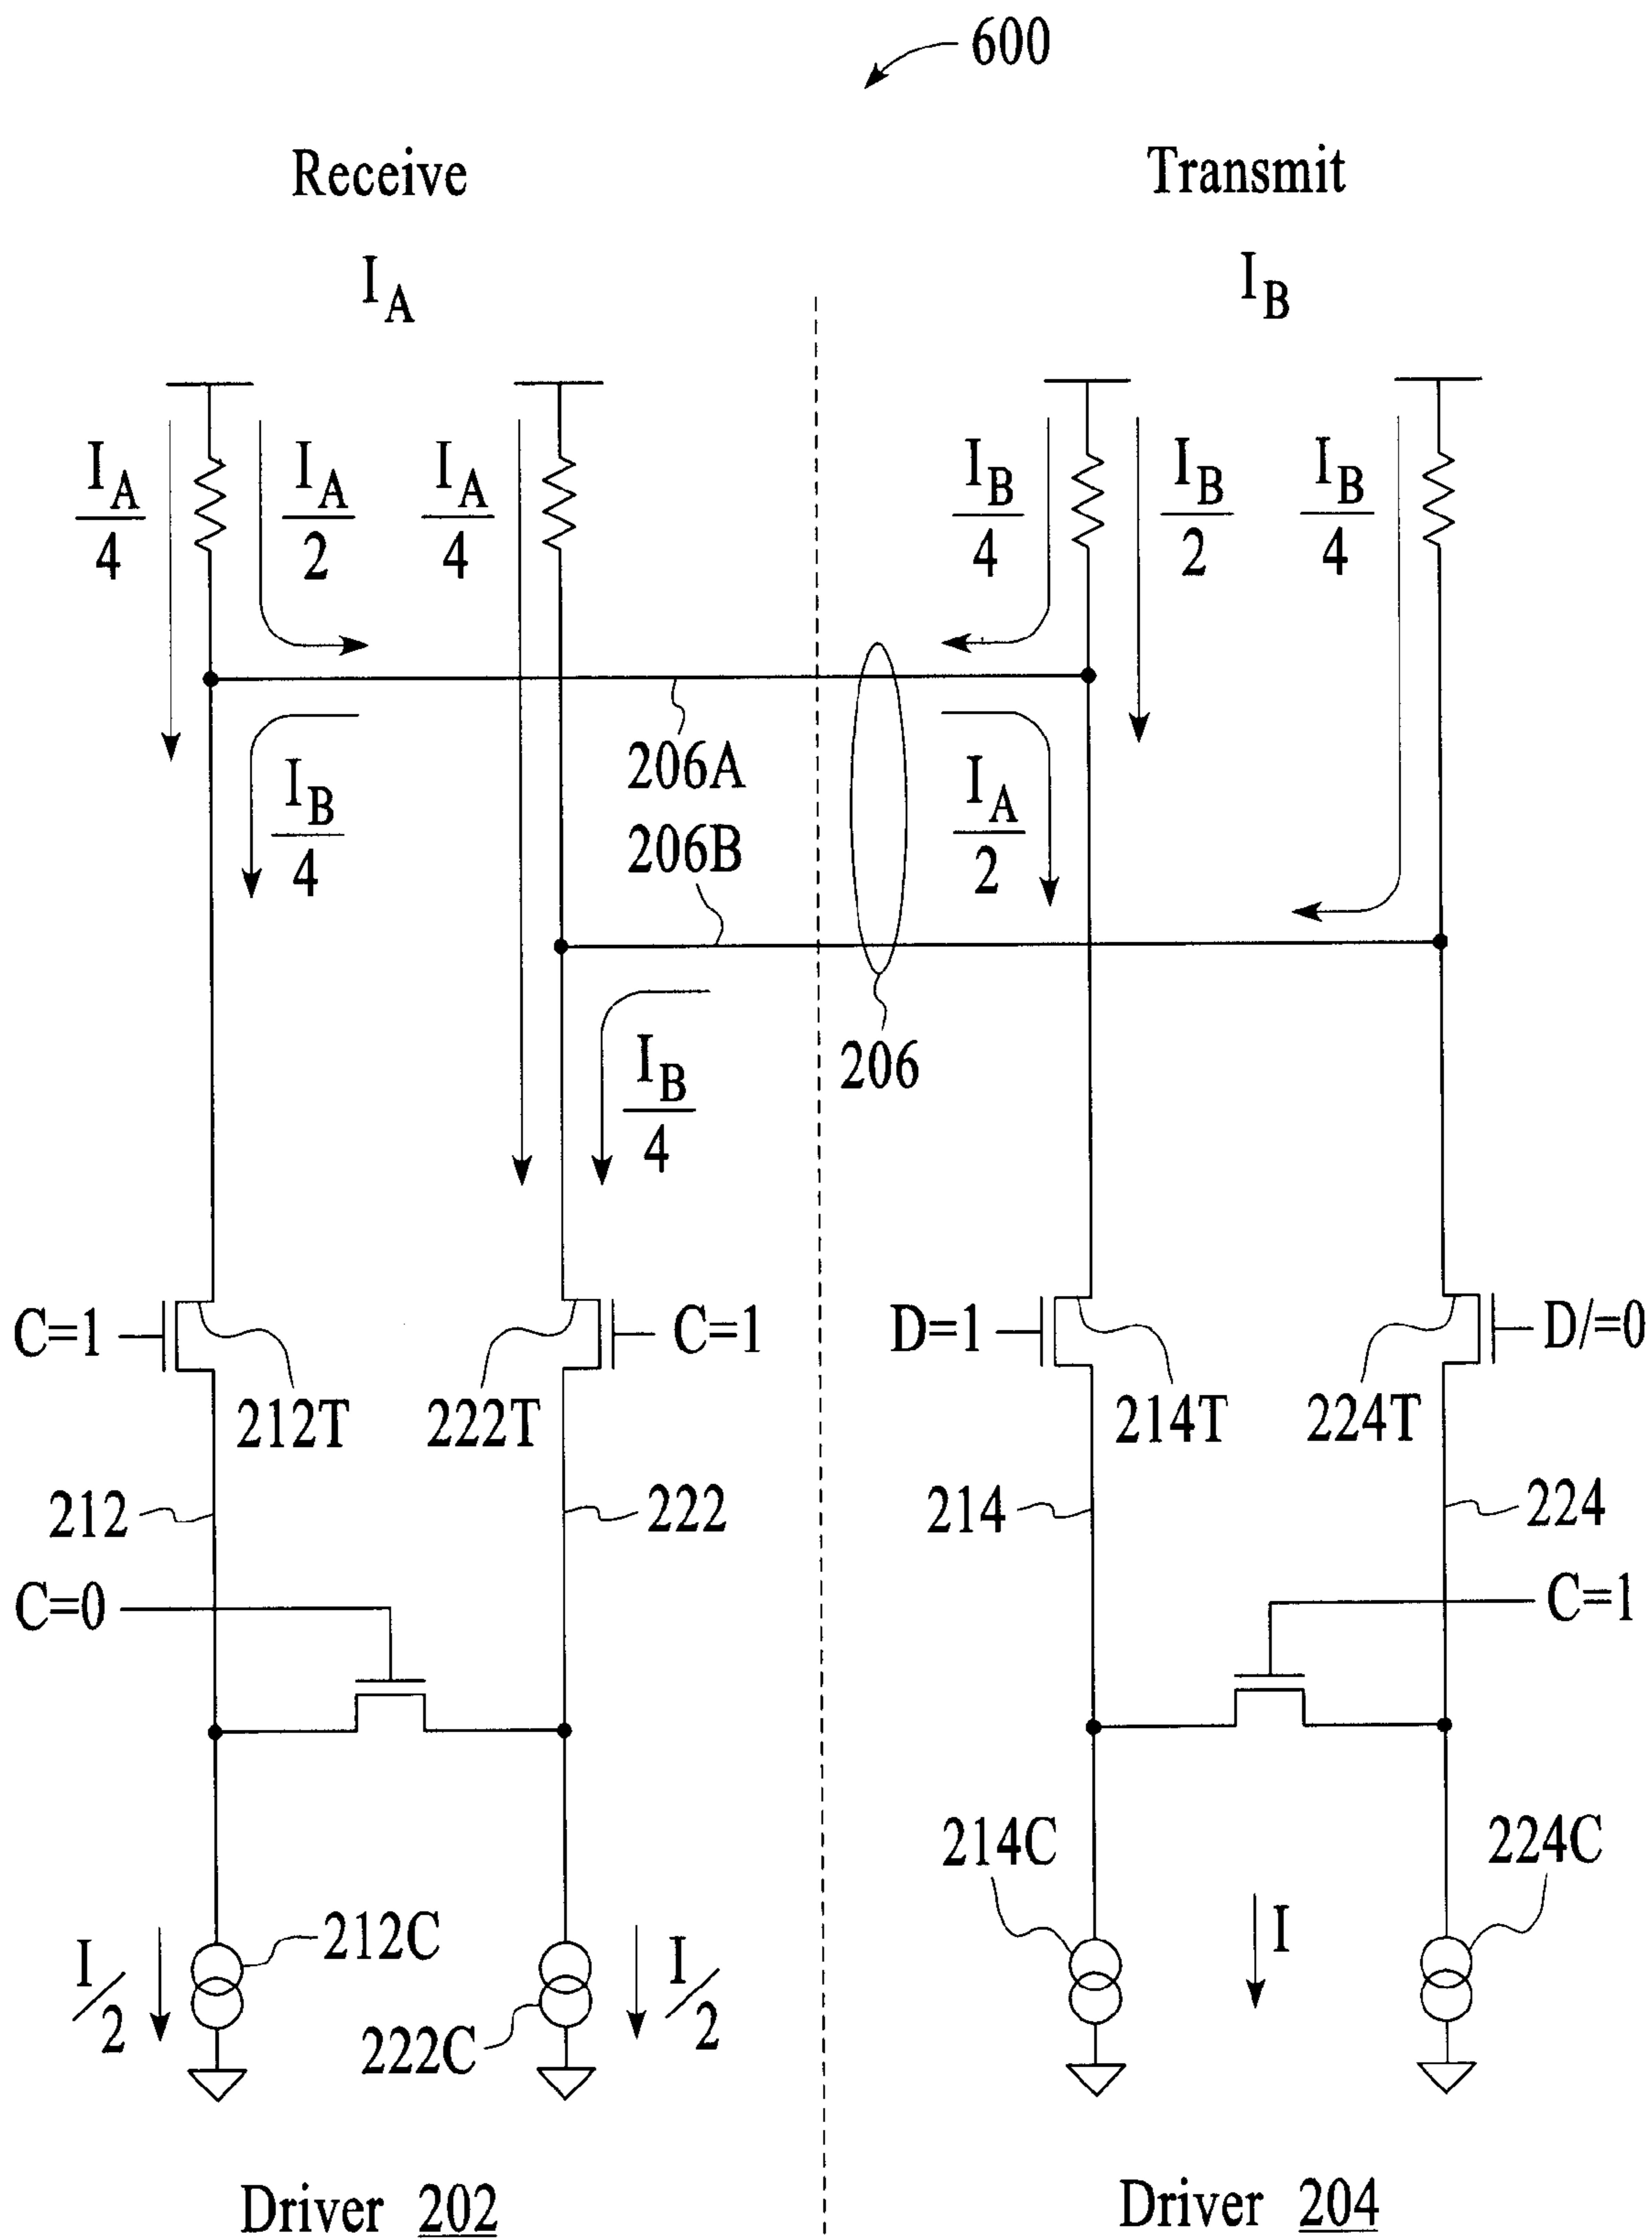 600
Receive Transmit
I_A I_B
I_A/4 I_A/2 I_A/4 I_B/4 I_B/2 I_B/4
206A
I_B/4 I_A/2
206B
206
I_B/4
C=1 C=1 D=1 D/=0
212T 222T 214T 224T
212 222 214 224
C=0 C=1
214C 224C
I/2 212C I/2 I
222C
Driver 202 Driver 204